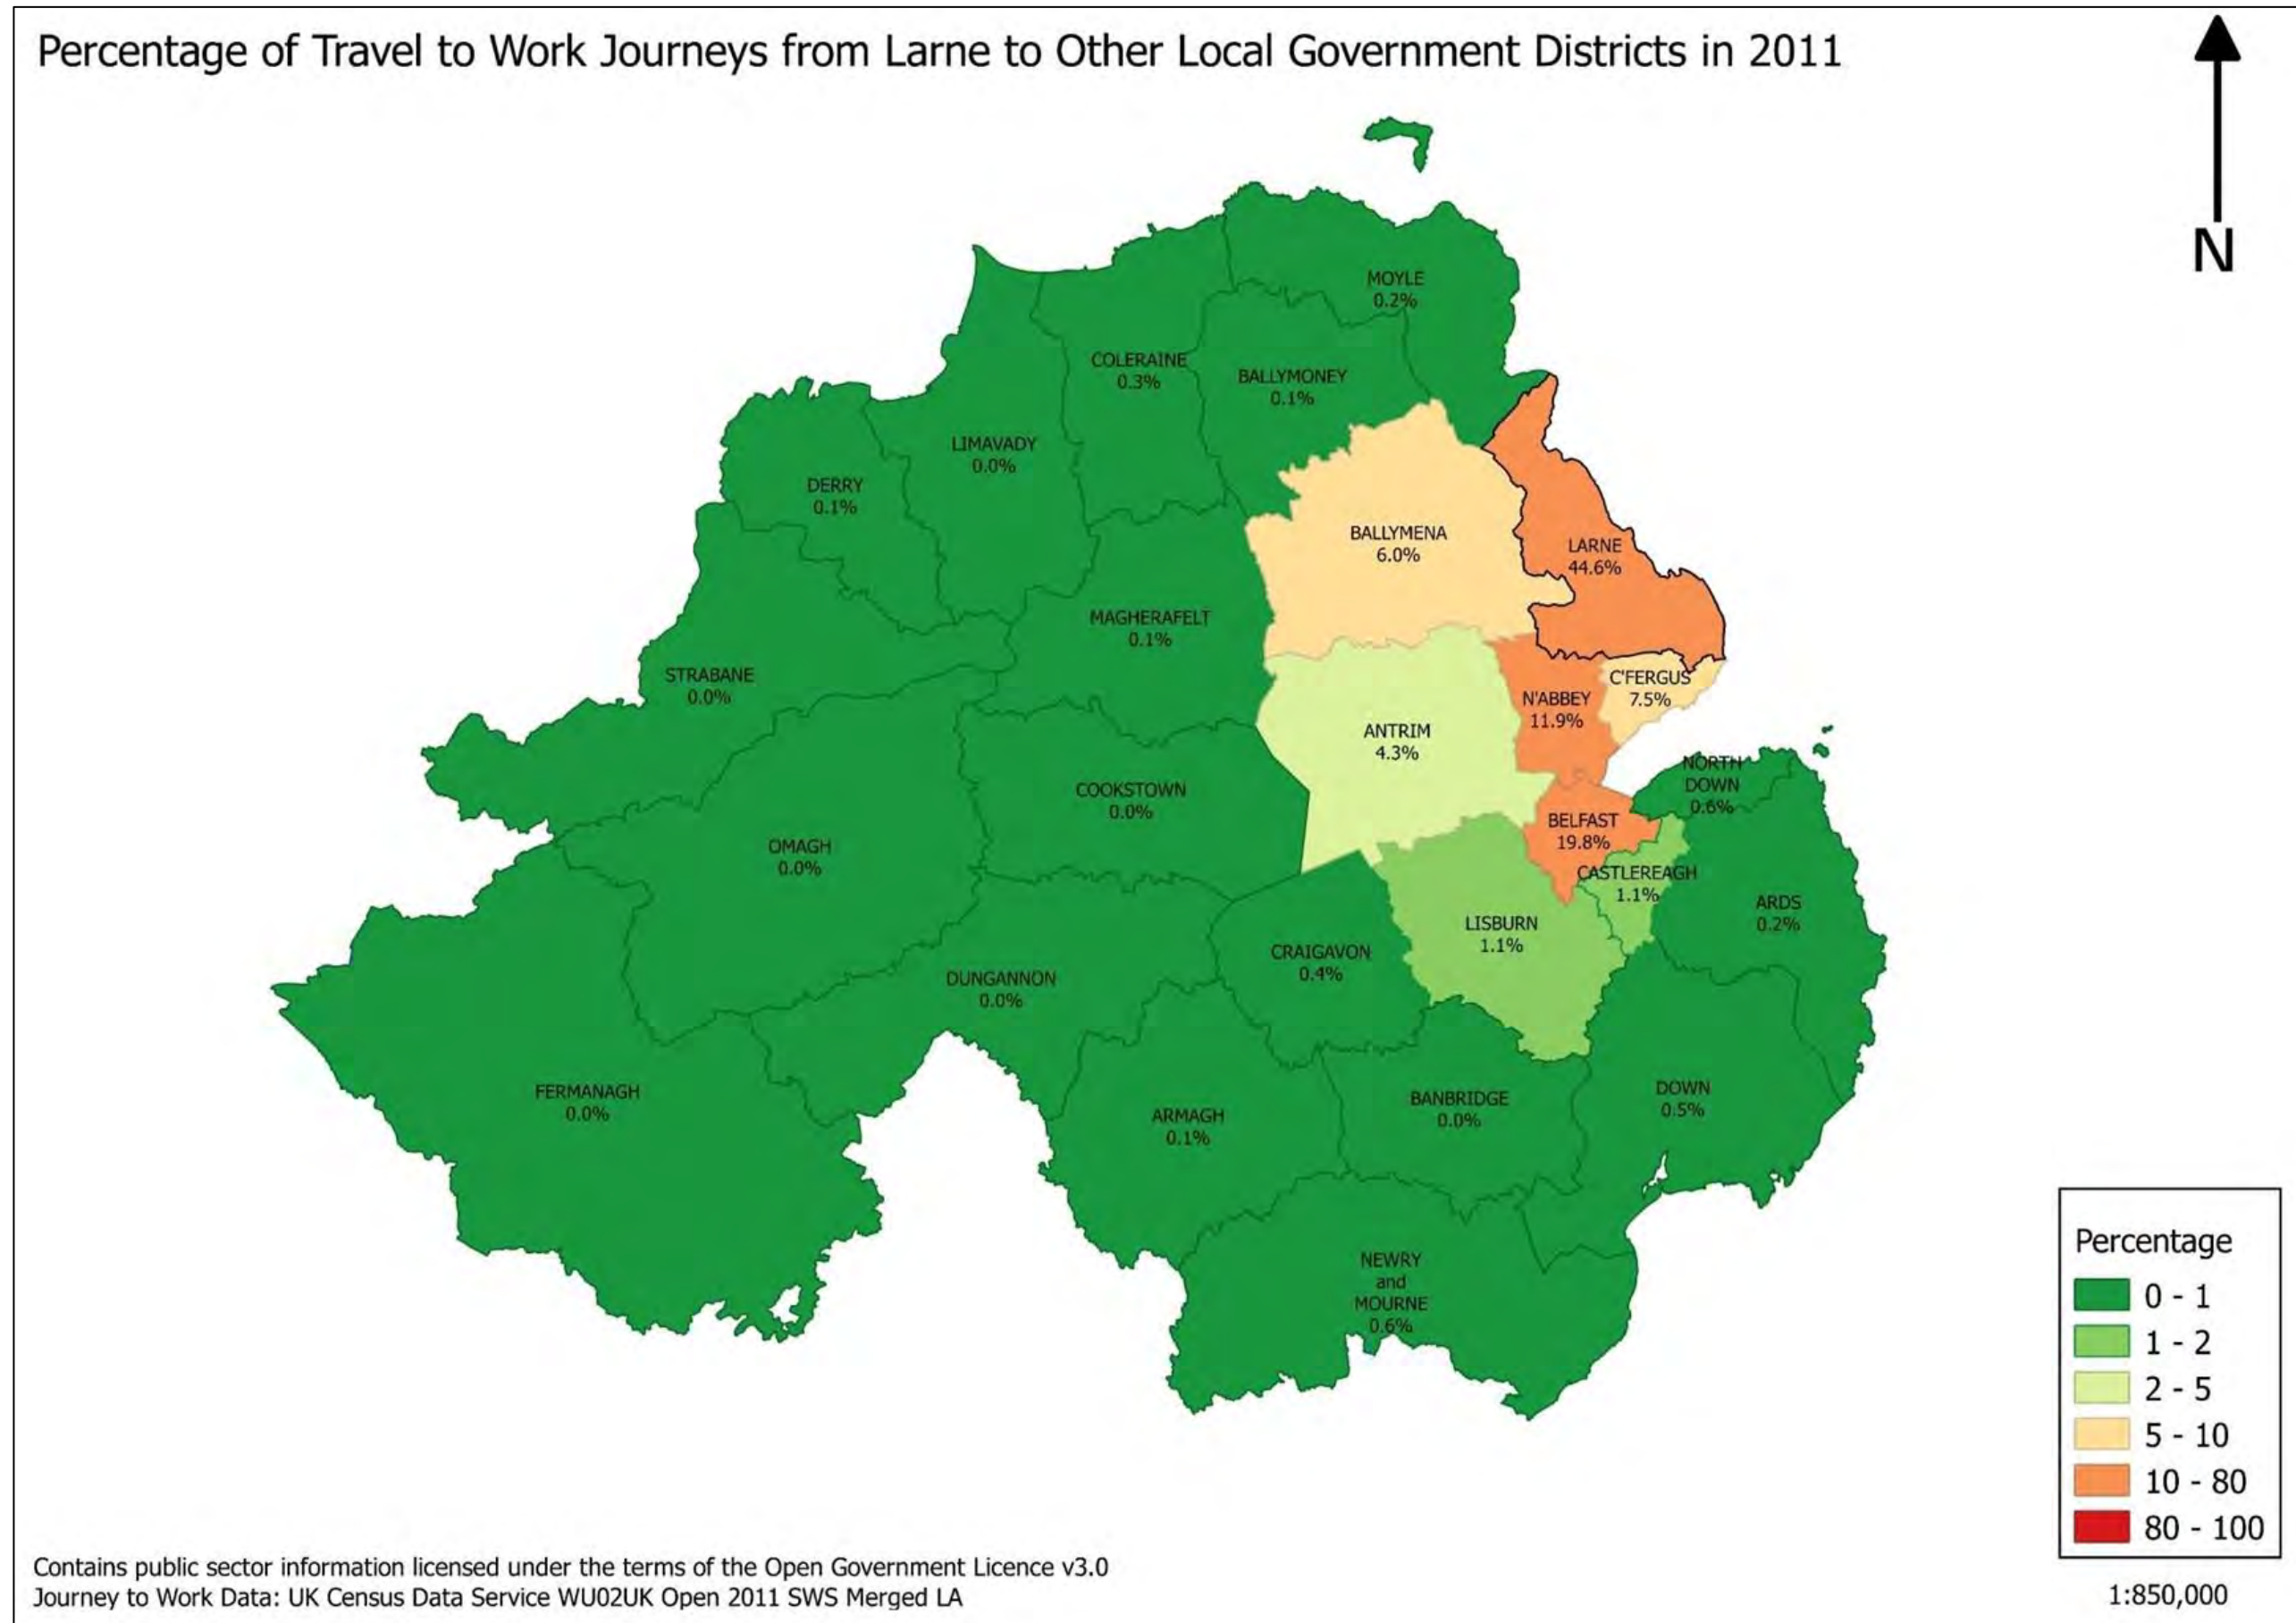 Percentage of Travel to Work Journeys from Larne to Other Local Government Districts in 2011
N
MOYLE
0.2%
COLERAINE
0.3%
BALLYMONEY
0.1%
LIMAVADY
0.0%
DERRY
0.1%
BALLYMENA
6.0%
LARNE
44.6%
MAGHERAFELT
0.1%
STRABANE
0.0%
C'FERGUS
7.5%
N'ABBEY
11.9%
ANTRIM
4.3%
NORTH
DOWN
0.6%
COOKSTOWN
0.0%
BELFAST
19.8%
OMAGH
0.0%
CASTLEREAGH
1.1%
ARDS
0.2%
LISBURN
1.1%
CRAIGAVON
0.4%
DUNGANNON
0.0%
FERMANAGH
0.0%
ARMAGH
0.1%
BANBRIDGE
0.0%
DOWN
0.5%
NEWRY
and
MOURNE
0.6%
Percentage
0 - 1
1 - 2
2 - 5
5 - 10
10 - 80
80 - 100
1:850,000
Contains public sector information licensed under the terms of the Open Government Licence v3.0
Journey to Work Data: UK Census Data Service WU02UK Open 2011 SWS Merged LA